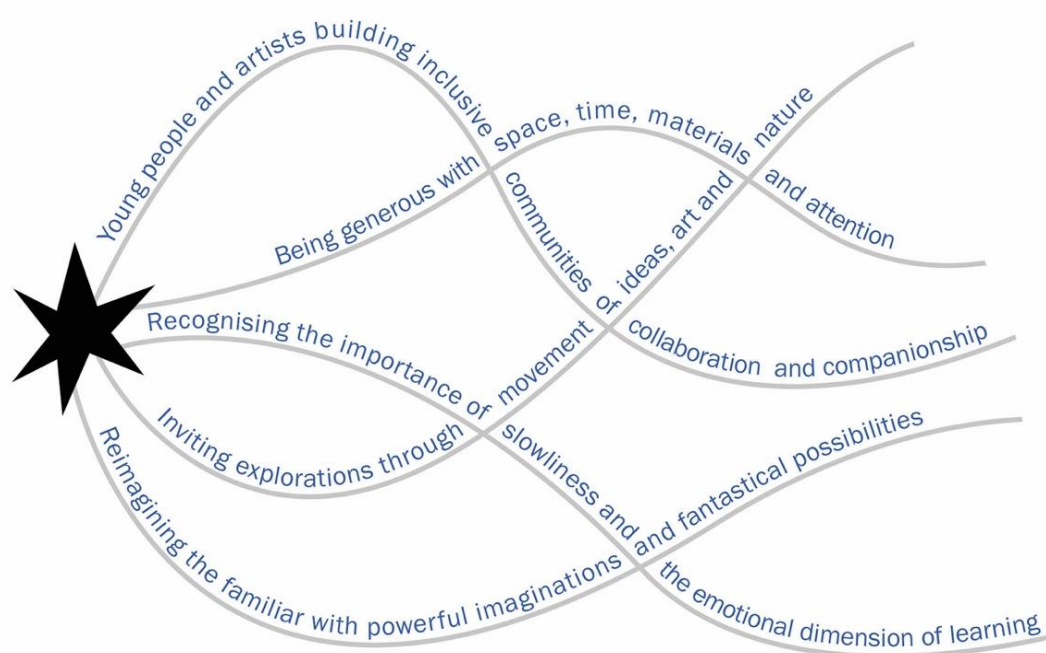 Young people and artists building inclusive communities of collaboration and companionship
Being generous with space, time, materials and attention
Recognising the importance of slowliness and the emotional dimension of learning
Inviting explorations through movement of ideas, art and nature
Reimagining the familiar with powerful imaginations and fantastical possibilities